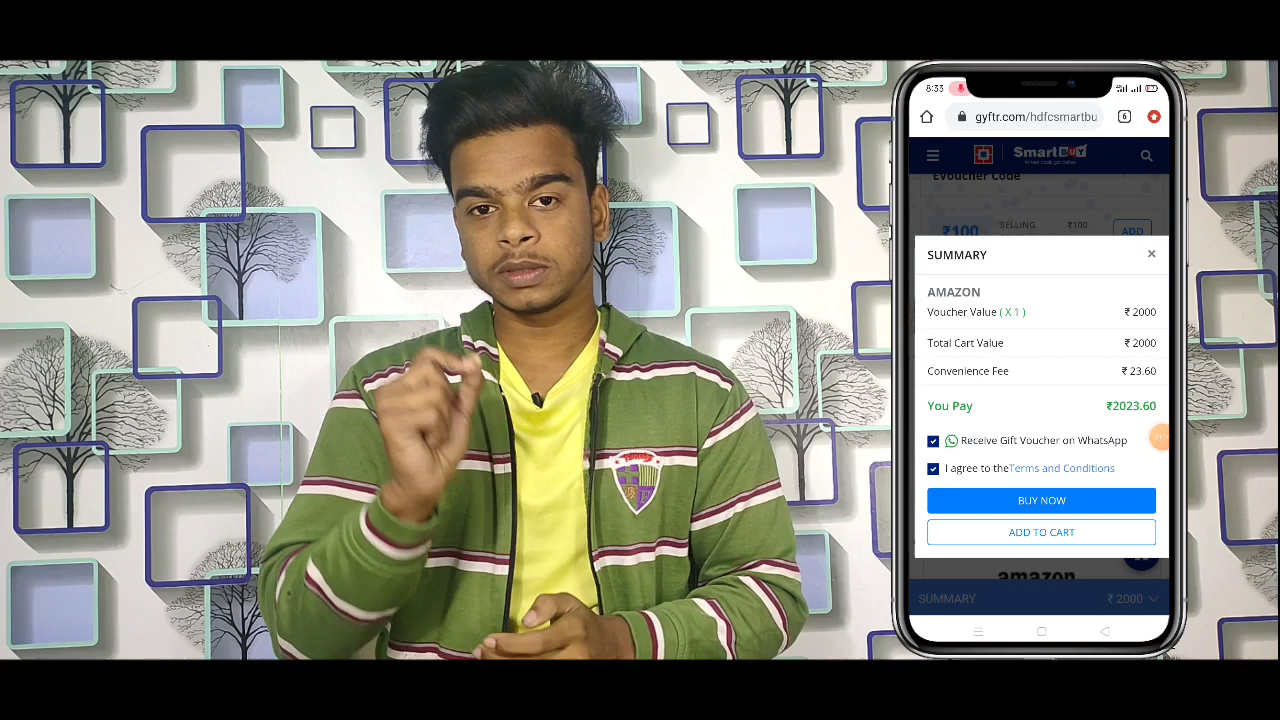 8:33
gyftr.com/hdfcsmartbu
6
SmartBUY
EVoucher Code
₹100
SELLING
₹100
ADD
SUMMARY
×
AMAZON
Voucher Value ( X 1 )
₹ 2000
Total Cart Value
₹ 2000
Convenience Fee
₹ 23.60
You Pay
₹2023.60
Receive Gift Voucher on WhatsApp
I agree to theTerms and Conditions
BUY NOW
ADD TO CART
amazon
SUMMARY
₹ 2000